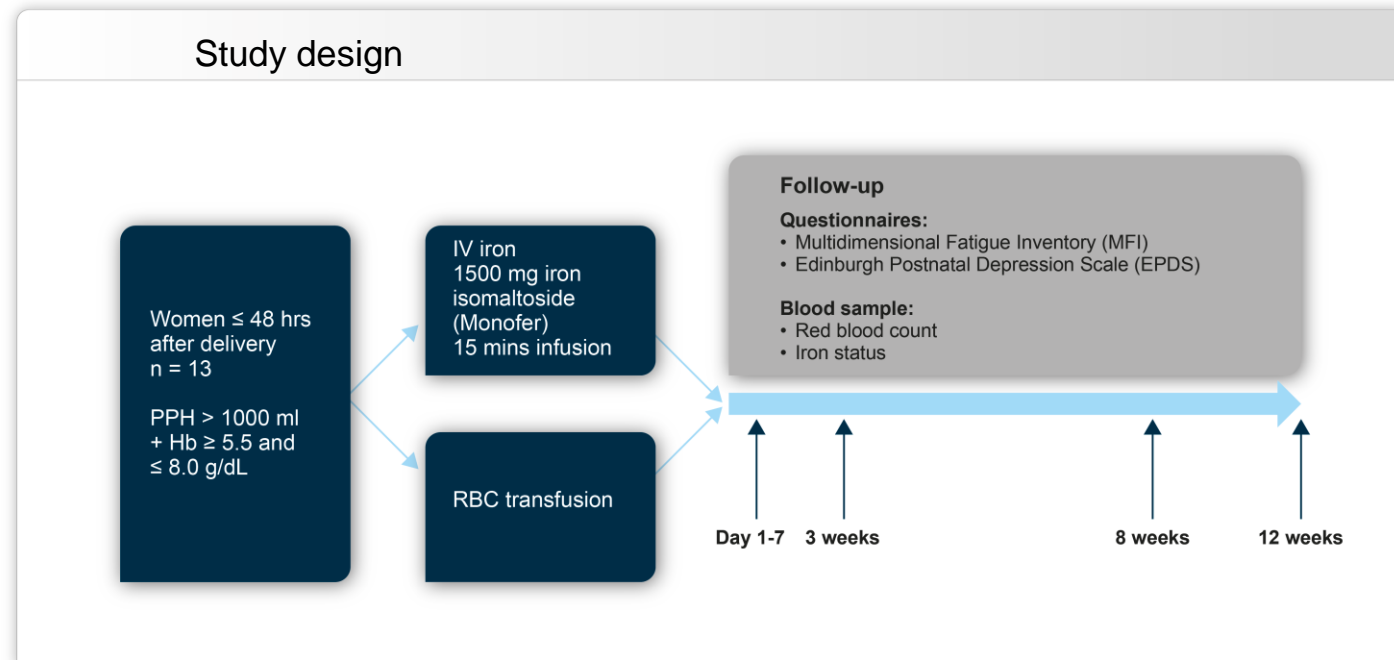 Study design
Women ≤ 48 hrs
after delivery
n = 13
PPH > 1000 ml
+ Hb ≥ 5.5 and
≤ 8.0 g/dL
IV iron
1500 mg iron
isomaltoside
(Monofer)
15 mins infusion
RBC transfusion
Follow-up
Questionnaires:
• Multidimensional Fatigue Inventory (MFI)
• Edinburgh Postnatal Depression Scale (EPDS)
Blood sample:
• Red blood count
• Iron status
Day 1-7 3 weeks 8 weeks 12 weeks